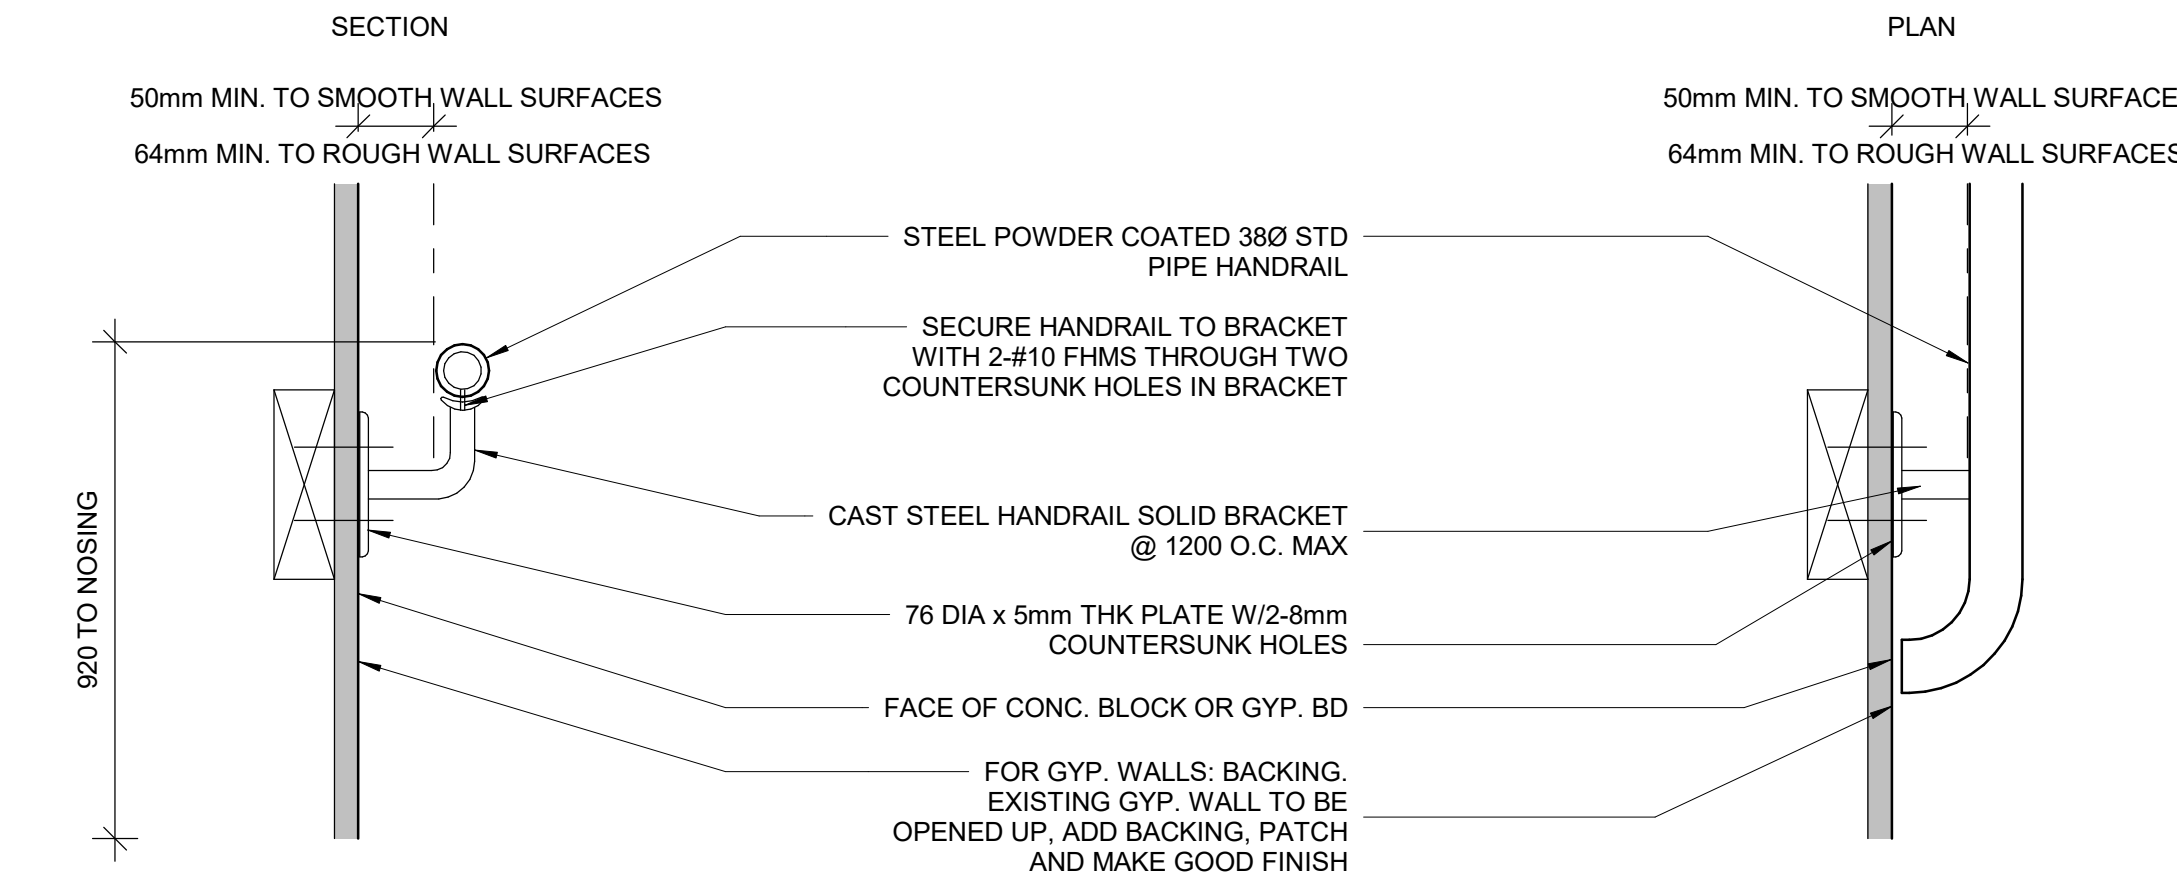 SECTION
50mm MIN. TO SMOOTH WALL SURFACES
64mm MIN. TO ROUGH WALL SURFACES
920 TO NOSING
STEEL POWDER COATED 38Ø STD
PIPE HANDRAIL
SECURE HANDRAIL TO BRACKET
WITH 2-#10 FHMS THROUGH TWO
COUNTERSUNK HOLES IN BRACKET
CAST STEEL HANDRAIL SOLID BRACKET
@ 1200 O.C. MAX
76 DIA x 5mm THK PLATE W/2-8mm
COUNTERSUNK HOLES
FACE OF CONC. BLOCK OR GYP. BD
FOR GYP. WALLS: BACKING.
EXISTING GYP. WALL TO BE
OPENED UP, ADD BACKING, PATCH
AND MAKE GOOD FINISH
PLAN
50mm MIN. TO SMOOTH WALL SURFACE
64mm MIN. TO ROUGH WALL SURFACES